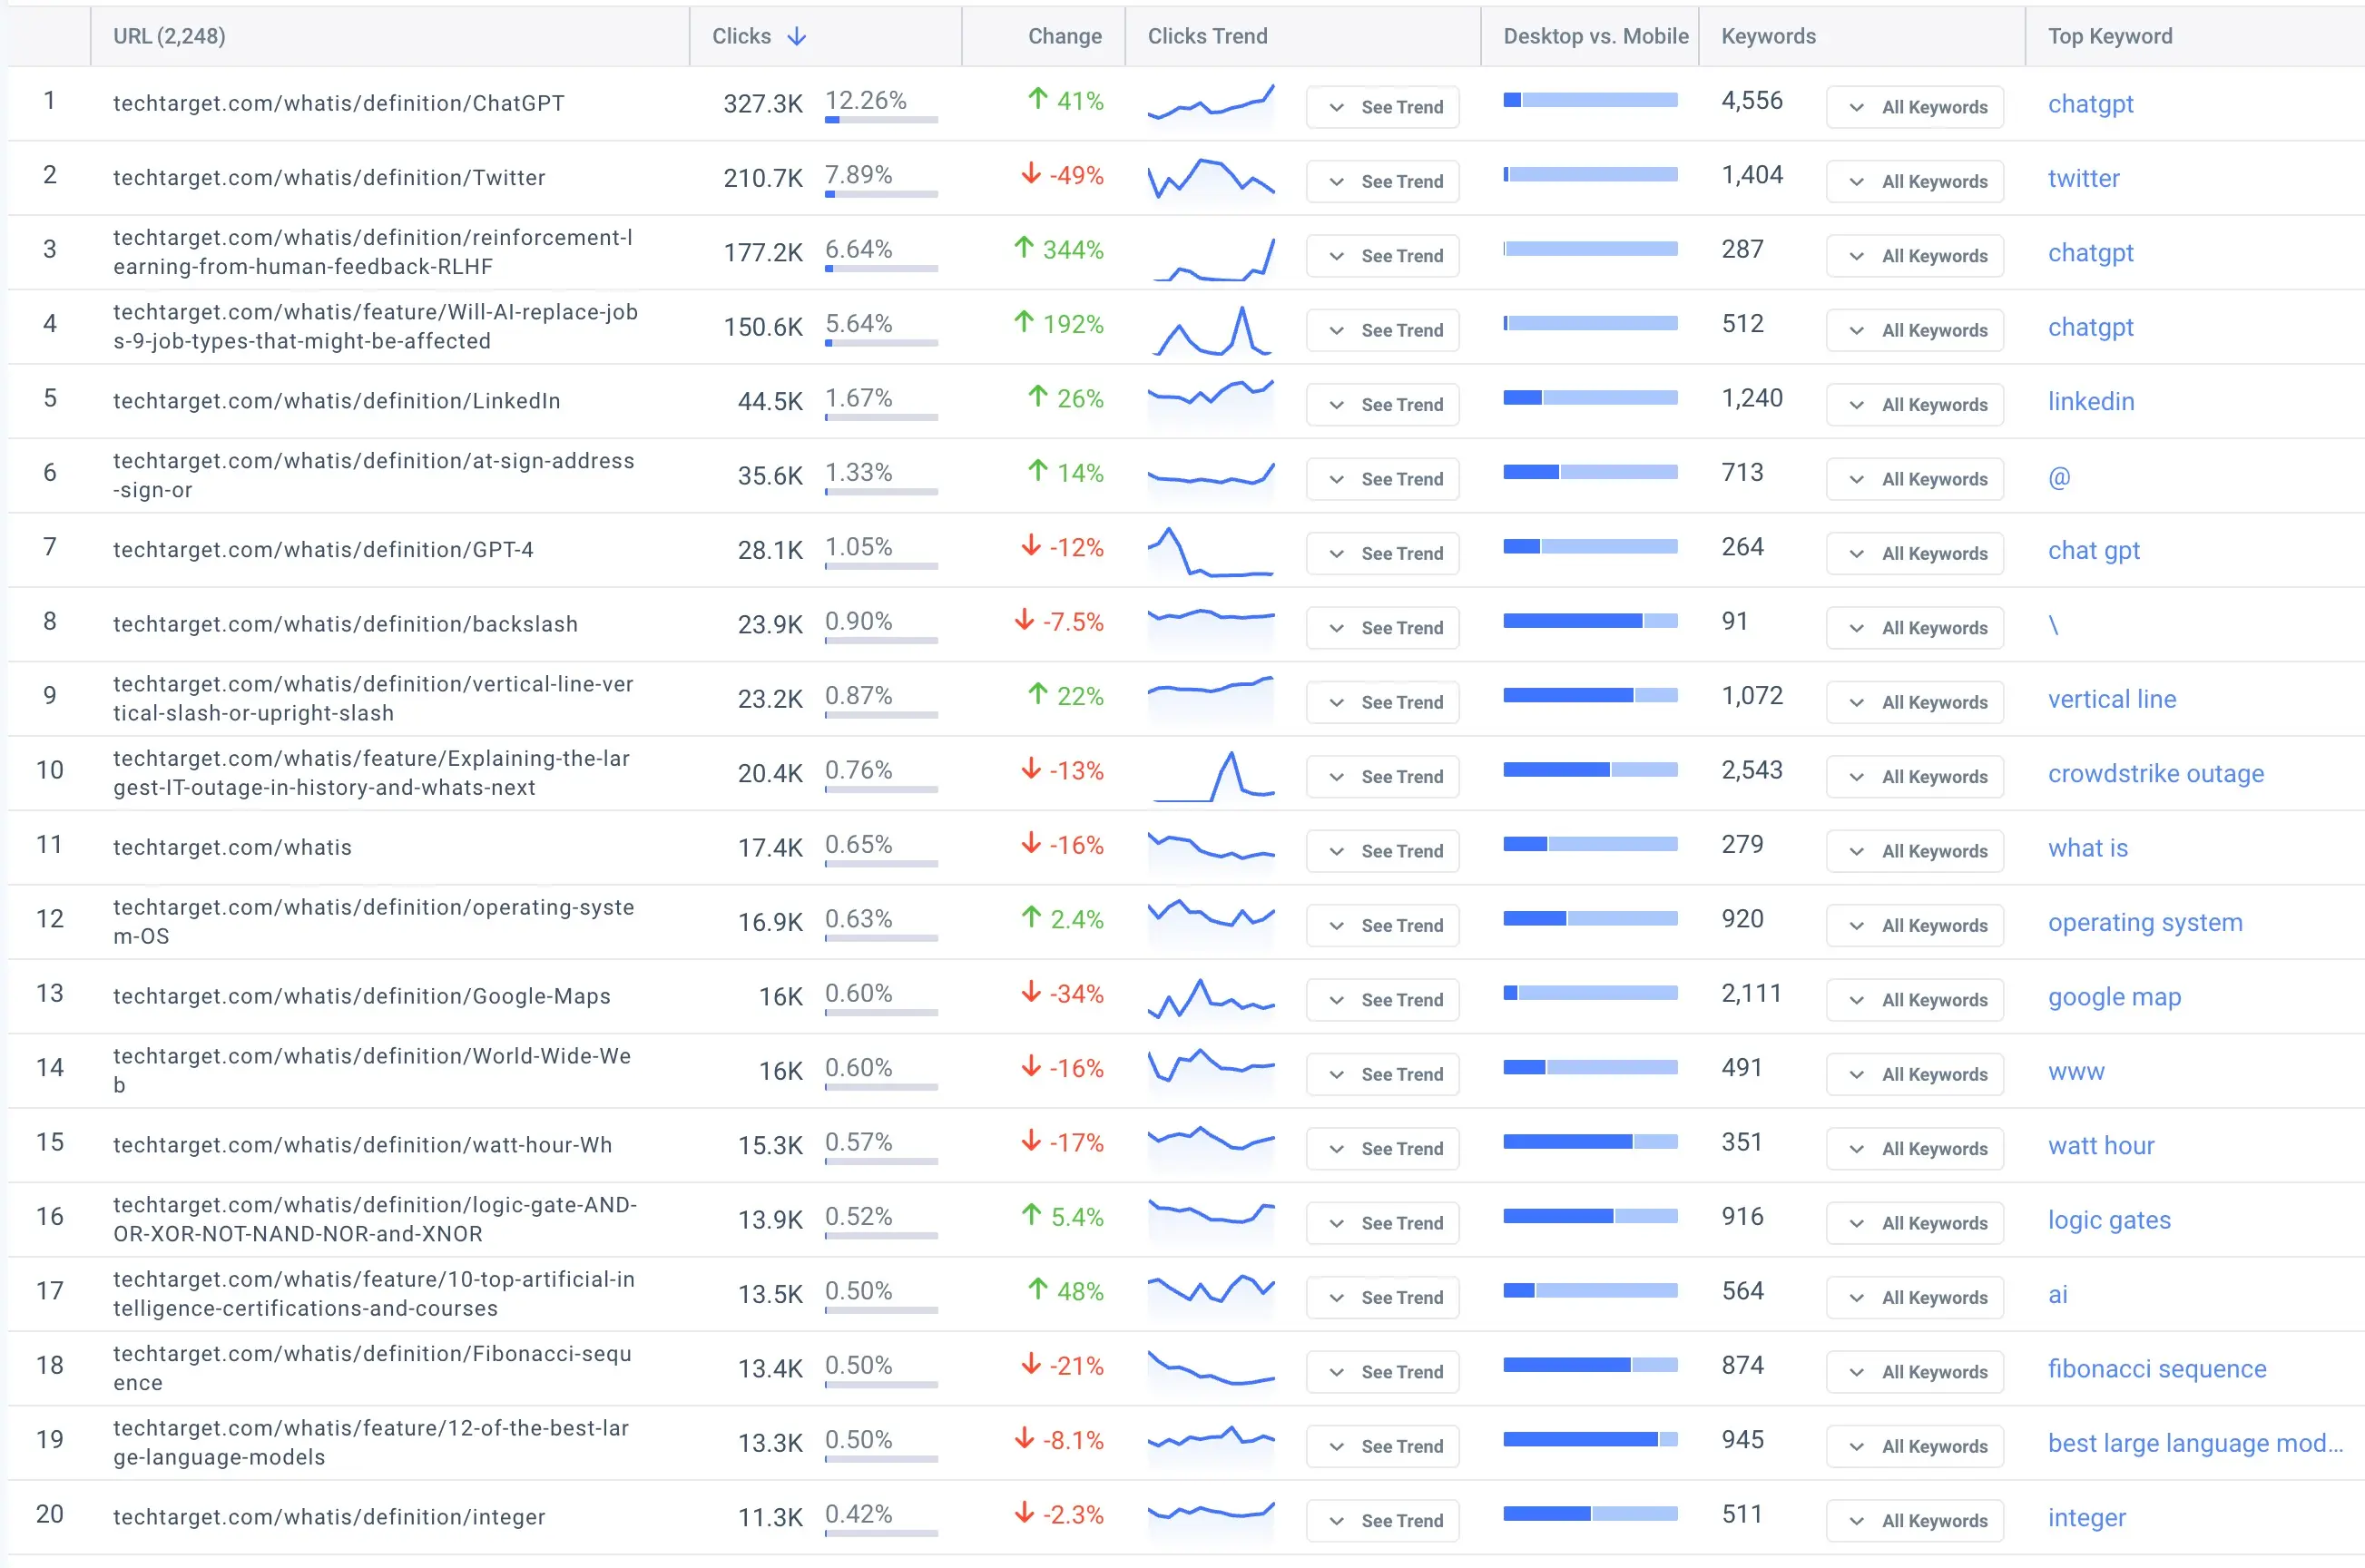 URL (2,248) Clicks Change Clicks Trend Desktop vs. Mobile Keywords Top Keyword
1 techtarget.com/whatis/definition/ChatGPT 327.3K 12.26% 41% See Trend 4,556 All Keywords chatgpt
2 techtarget.com/whatis/definition/Twitter 210.7K 7.89% -49% See Trend 1,404 All Keywords twitter
3 techtarget.com/whatis/definition/reinforcement-l
earning-from-human-feedback-RLHF 177.2K 6.64% 344% See Trend 287 All Keywords chatgpt
4 techtarget.com/whatis/feature/Will-AI-replace-job
s-9-job-types-that-might-be-affected 150.6K 5.64% 192% See Trend 512 All Keywords chatgpt
5 techtarget.com/whatis/definition/LinkedIn 44.5K 1.67% 26% See Trend 1,240 All Keywords linkedin
6 techtarget.com/whatis/definition/at-sign-address
-sign-or 35.6K 1.33% 14% See Trend 713 All Keywords @
7 techtarget.com/whatis/definition/GPT-4 28.1K 1.05% -12% See Trend 264 All Keywords chat gpt
8 techtarget.com/whatis/definition/backslash 23.9K 0.90% -7.5% See Trend 91 All Keywords \
9 techtarget.com/whatis/definition/vertical-line-ver
tical-slash-or-upright-slash 23.2K 0.87% 22% See Trend 1,072 All Keywords vertical line
10 techtarget.com/whatis/feature/Explaining-the-lar
gest-IT-outage-in-history-and-whats-next 20.4K 0.76% -13% See Trend 2,543 All Keywords crowdstrike outage
11 techtarget.com/whatis 17.4K 0.65% -16% See Trend 279 All Keywords what is
12 techtarget.com/whatis/definition/operating-syste
m-OS 16.9K 0.63% 2.4% See Trend 920 All Keywords operating system
13 techtarget.com/whatis/definition/Google-Maps 16K 0.60% -34% See Trend 2,111 All Keywords google map
14 techtarget.com/whatis/definition/World-Wide-We
b 16K 0.60% -16% See Trend 491 All Keywords www
15 techtarget.com/whatis/definition/watt-hour-Wh 15.3K 0.57% -17% See Trend 351 All Keywords watt hour
16 techtarget.com/whatis/definition/logic-gate-AND-
OR-XOR-NOT-NAND-NOR-and-XNOR 13.9K 0.52% 5.4% See Trend 916 All Keywords logic gates
17 techtarget.com/whatis/feature/10-top-artificial-in
telligence-certifications-and-courses 13.5K 0.50% 48% See Trend 564 All Keywords ai
18 techtarget.com/whatis/definition/Fibonacci-sequ
ence 13.4K 0.50% -21% See Trend 874 All Keywords fibonacci sequence
19 techtarget.com/whatis/feature/12-of-the-best-lar
ge-language-models 13.3K 0.50% -8.1% See Trend 945 All Keywords best large language mod...
20 techtarget.com/whatis/definition/integer 11.3K 0.42% -2.3% See Trend 511 All Keywords integer